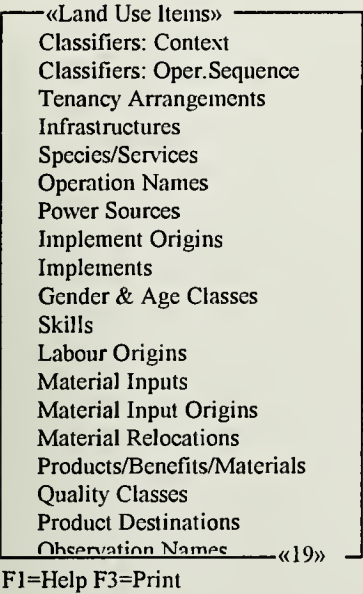 «Land Use Items»
Classifiers: Context
Classifiers: Oper.Sequence
Tenancy Arrangements
Infrastructures
Species/Services
Operation Names
Power Sources
Implement Origins
Implements
Gender & Age Classes
Skills
Labour Origins
Material Inputs
Material Input Origins
Material Relocations
Products/Benefits/Materials
Quality Classes
Product Destinations
Observation Names
«19»
F1=Help F3=Print